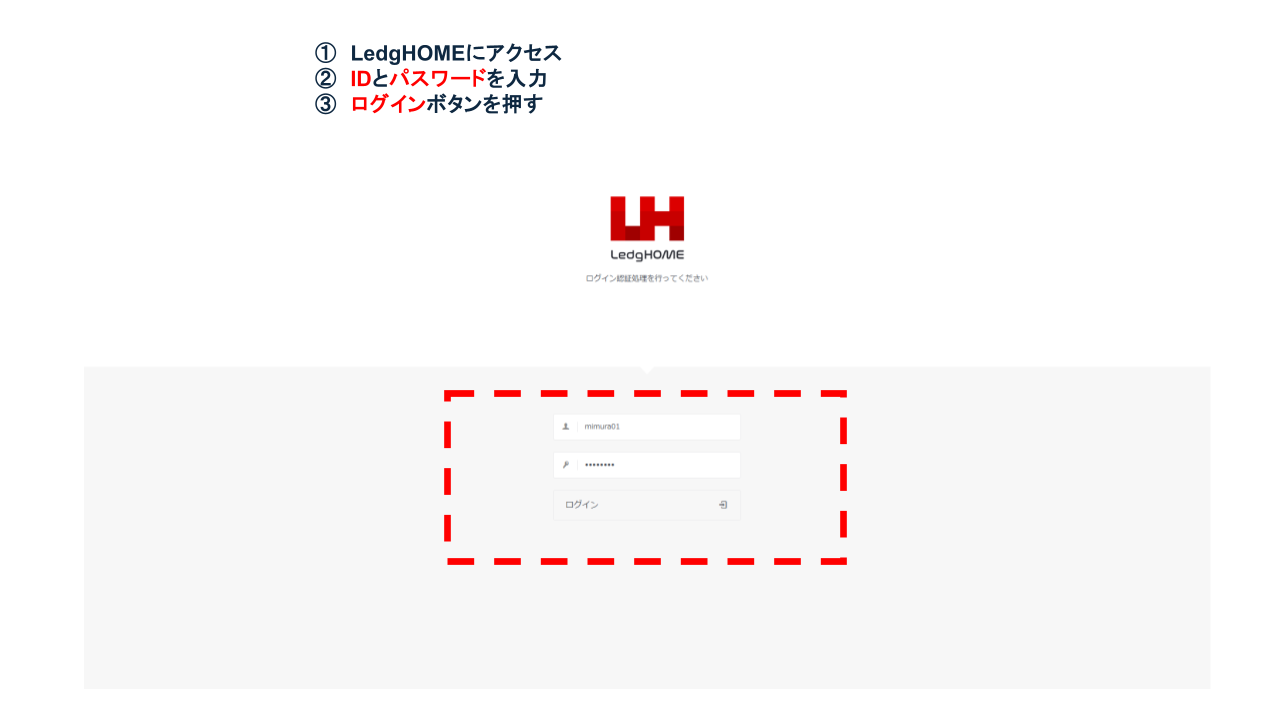 ① LedgHOMEにアクセス
② IDとパスワードを入力
③ ログインボタンを押す
LedgHOME
ログイン認証処理を行ってください
mimura01
••••••••
ログイン